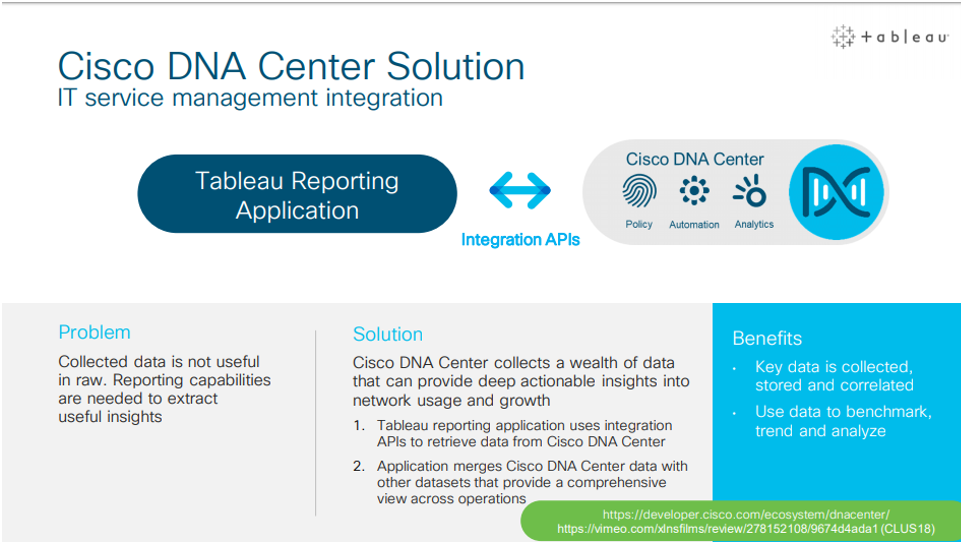 +ableau
Cisco DNA Center Solution
IT service management integration
Tableau Reporting
Application
Integration APIs
Cisco DNA Center
Policy
Automation
Analytics
Problem
Collected data is not useful
in raw. Reporting capabilities
are needed to extract
useful insights
Solution
Cisco DNA Center collects a wealth of data
that can provide deep actionable insights into
network usage and growth
1. Tableau reporting application uses integration
APIs to retrieve data from Cisco DNA Center
2. Application merges Cisco DNA Center data with
other datasets that provide a comprehensive
view across operations
Benefits
• Key data is collected,
stored and correlated
• Use data to benchmark,
trend and analyze
https://developer.cisco.com/ecosystem/dnacenter/
https://vimeo.com/xlnsfilms/review/278152108/9674d4ada1 (CLUS18)